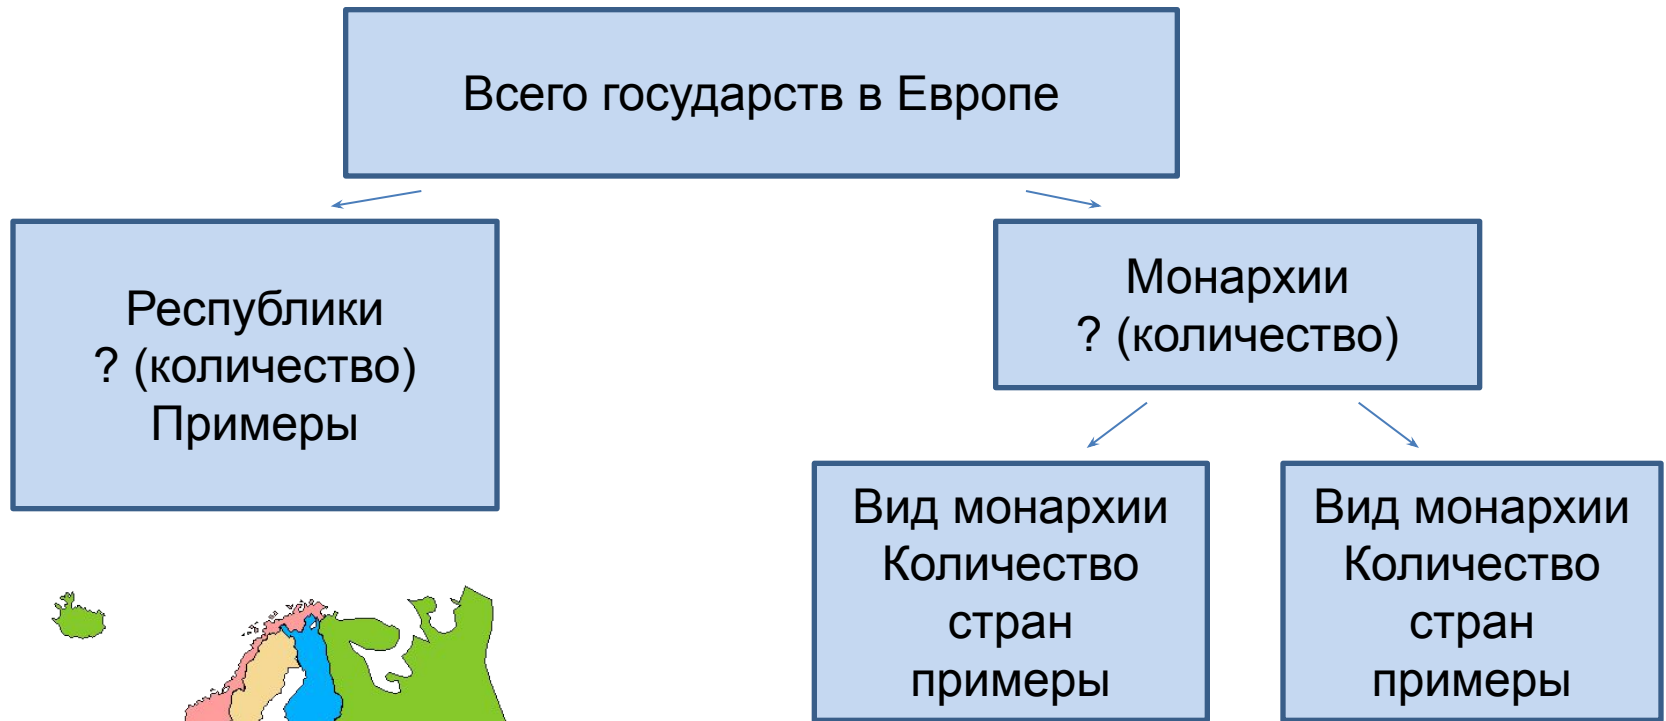 Всего государств в Европе
Республики
? (количество)
Примеры
Монархии
? (количество)
Вид монархии
Количество
стран
примеры
Вид монархии
Количество
стран
примеры